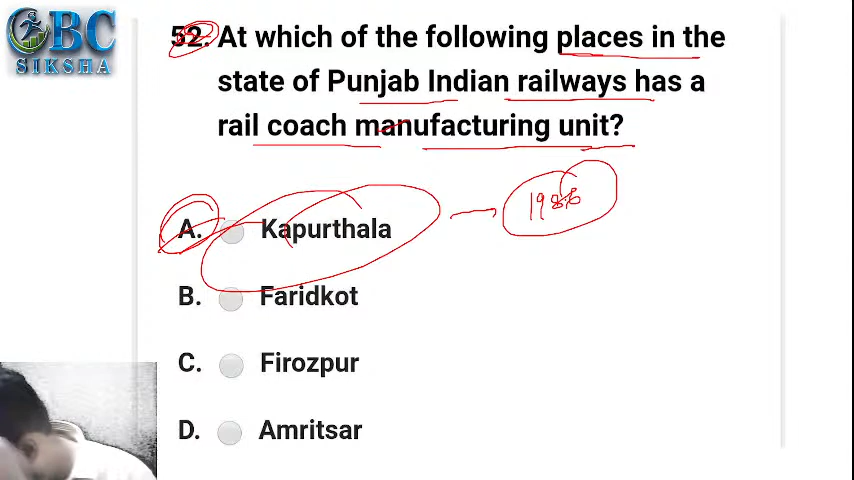 OBC
SIKSHA
52. At which of the following places in the
state of Punjab Indian railways has a
rail coach manufacturing unit?
A. Kapurthala
1986
B. Faridkot
C. Firozpur
D. Amritsar